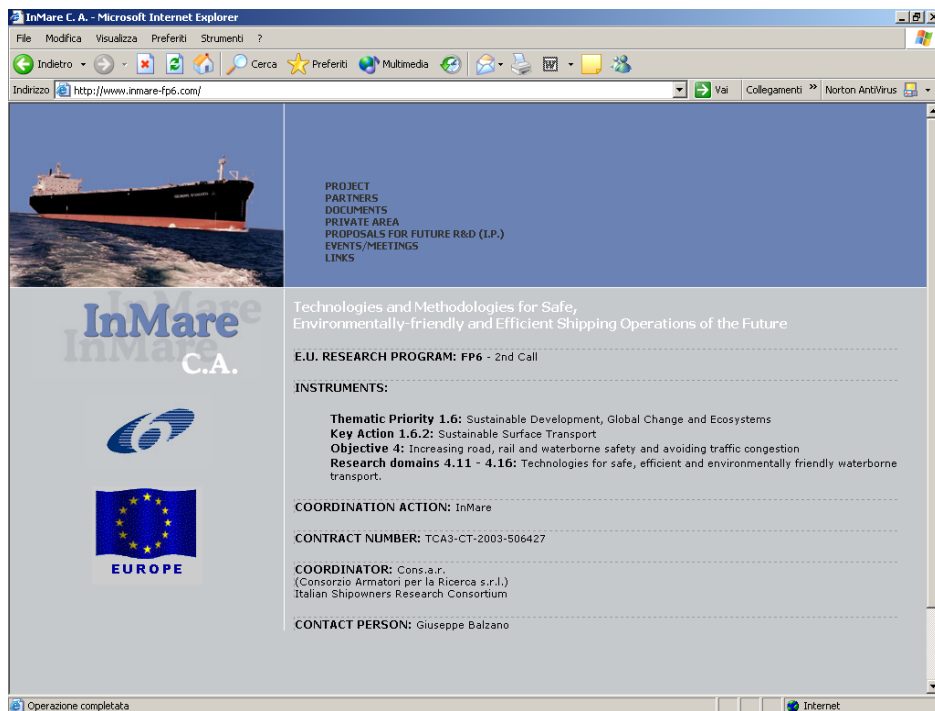 InMare C. A. - Microsoft Internet Explorer
File Modifica Visualizza Preferiti Strumenti ?
Indietro Cerca Preferiti Multimedia
Indirizzo http://www.inmare-fp6.com/ Vai Collegamenti » Norton AntiVirus
PROJECT
PARTNERS
DOCUMENTS
PRIVATE AREA
PROPOSALS FOR FUTURE R&D (I.P.)
EVENTS/MEETINGS
LINKS
InMare
InMare
InMare
C.A.
6
EUROPE
Technologies and Methodologies for Safe,
Environmentally-friendly and Efficient Shipping Operations of the Future
E.U. RESEARCH PROGRAM: FP6 - 2nd Call
INSTRUMENTS:
Thematic Priority 1.6: Sustainable Development, Global Change and Ecosystems
Key Action 1.6.2: Sustainable Surface Transport
Objective 4: Increasing road, rail and waterborne safety and avoiding traffic congestion
Research domains 4.11 - 4.16: Technologies for safe, efficient and environmentally friendly waterborne
transport.
COORDINATION ACTION: InMare
CONTRACT NUMBER: TCA3-CT-2003-506427
COORDINATOR: Cons.a.r.
(Consorzio Armatori per la Ricerca s.r.l.)
Italian Shipowners Research Consortium
CONTACT PERSON: Giuseppe Balzano
Operazione completata Internet